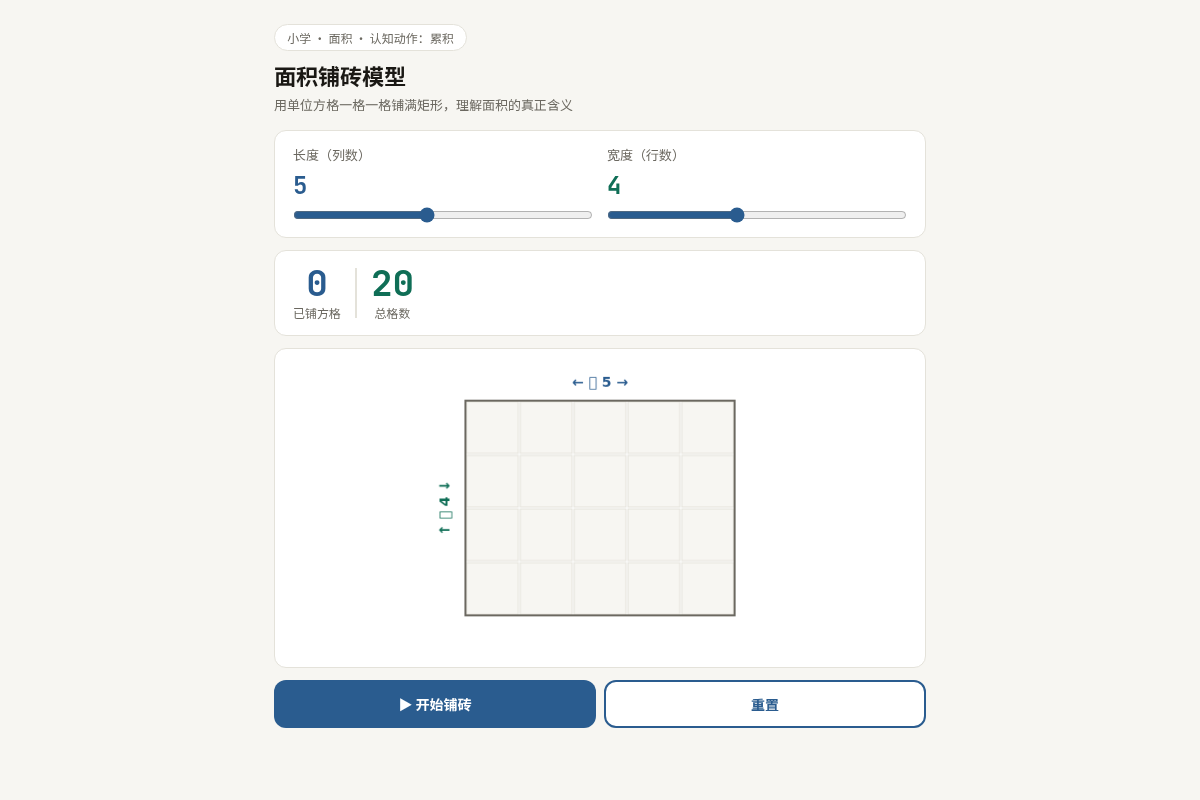 小学 · 面积 · 认知动作：累积
面积铺砖模型
用单位方格一格一格铺满矩形，理解面积的真正含义
长度（列数）
5
宽度（行数）
4
0
已铺方格
20
总格数
← 5 →
← 4 →
▶ 开始铺砖
重置